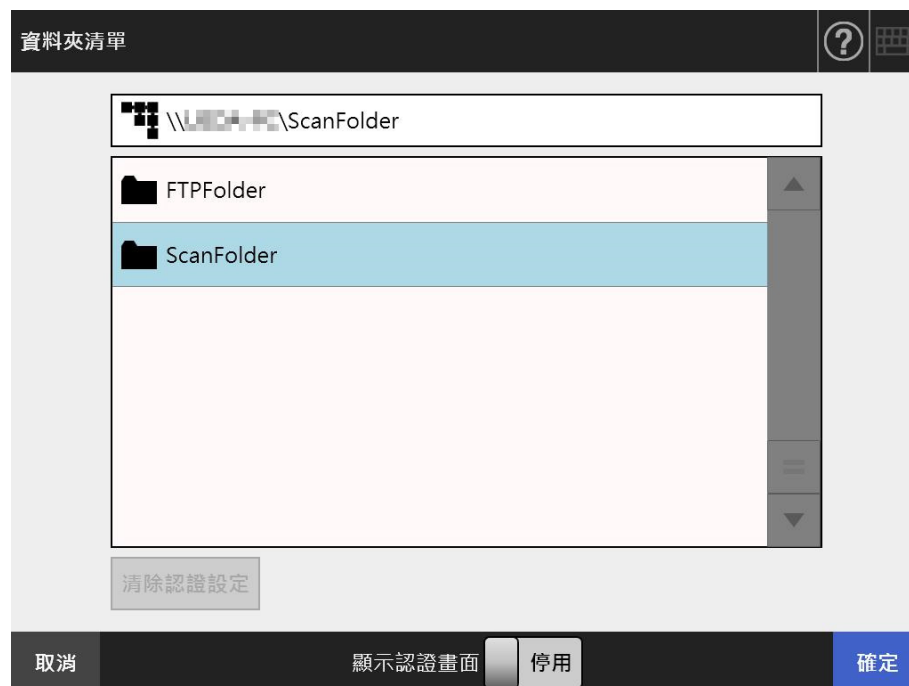 資料夾清單
\\ \ScanFolder
FTPFolder
ScanFolder
清除認證設定
取消
顯示認證畫面
停用
確定